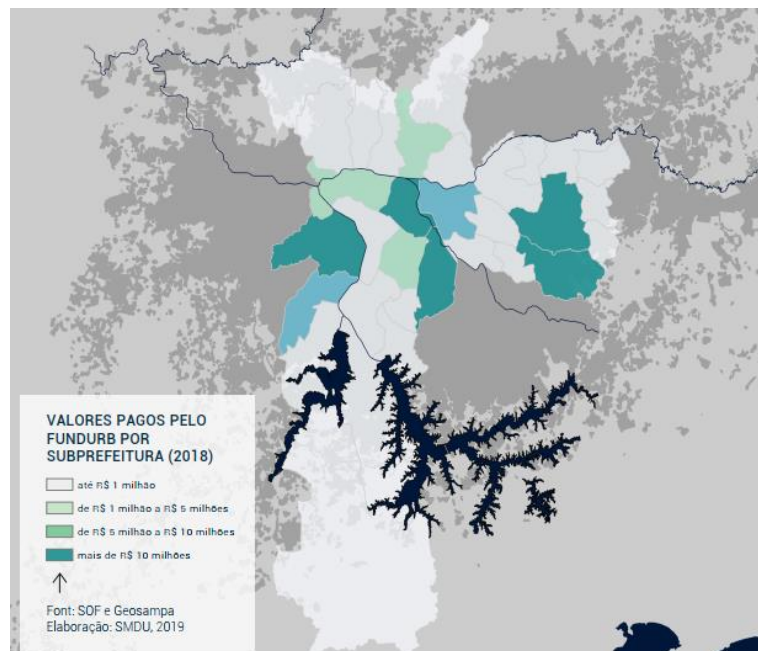 VALORES PAGOS PELO
FUNDURB POR
SUBPREFEITURA (2018)
até R$ 1 milhão
de R$ 1 milhão a R$ 5 milhões
de R$ 5 milhão a R$ 10 milhões
mais de R$ 10 milhões
Font: SOF e Geosampa
Elaboração: SMDU, 2019